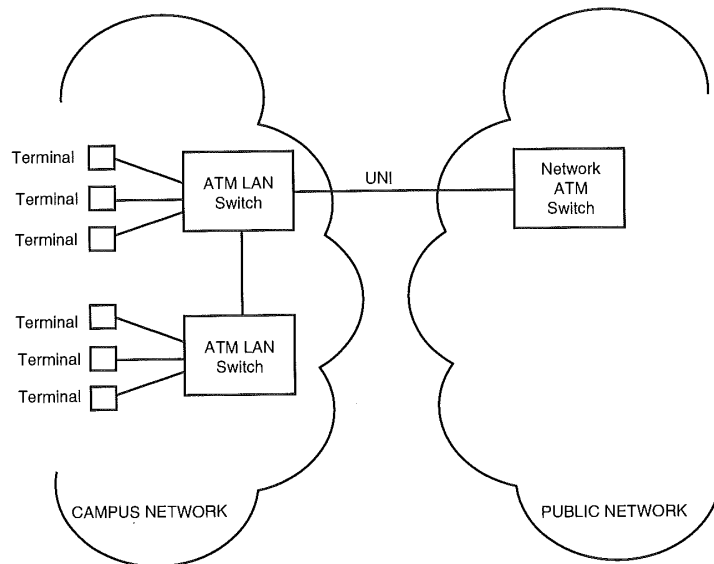 Terminal
Terminal
Terminal
ATM LAN
Switch
UNI
Network
ATM
Switch
Terminal
Terminal
Terminal
ATM LAN
Switch
CAMPUS NETWORK
PUBLIC NETWORK